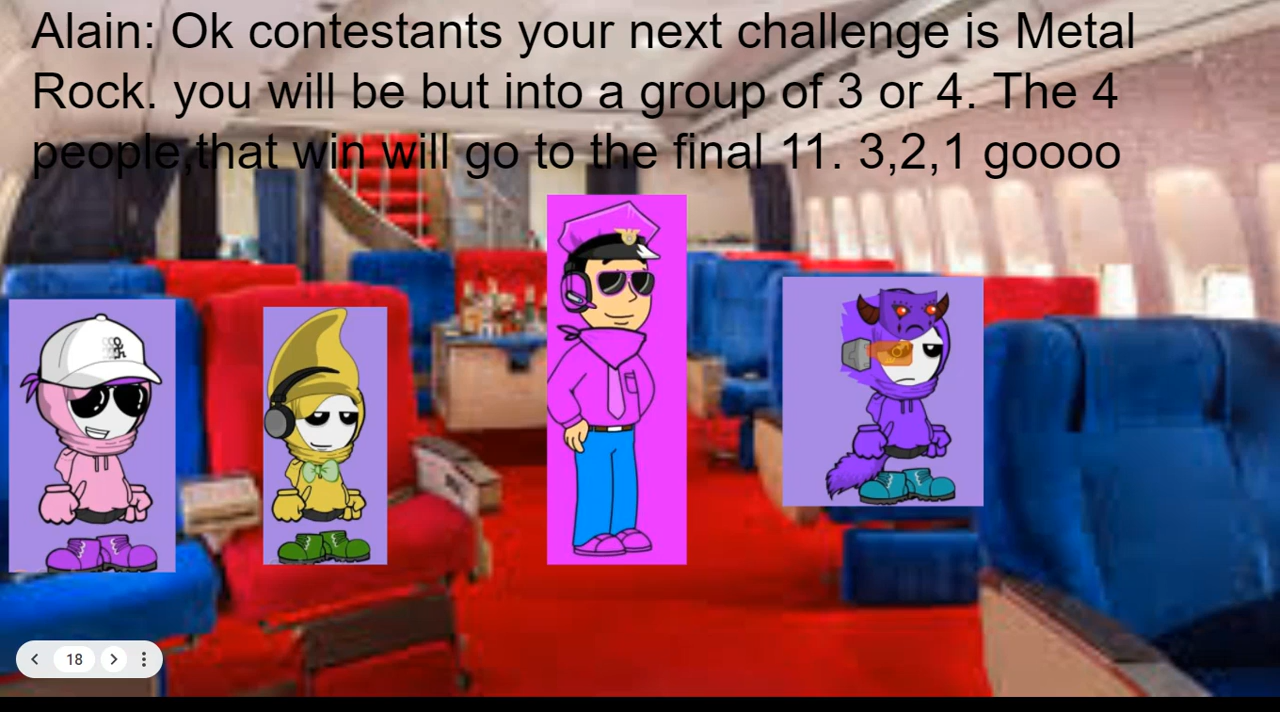 Alain: Ok contestants your next challenge is Metal
Rock. you will be but into a group of 3 or 4. The 4
people,that win will go to the final 11. 3,2,1 goooo
18